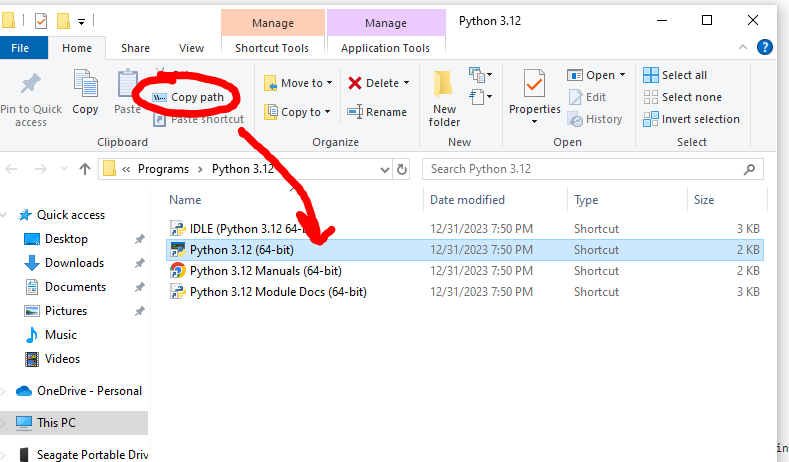 Manage Manage Python 3.12
File Home Share View Shortcut Tools Application Tools
Pin to Quick access
Copy
Paste
Copy path
Paste shortcut
Clipboard
Move to
Copy to
Delete
Rename
Organize
New folder
New
Properties
Open
Edit
History
Open
Select all
Select none
Invert selection
Select
Programs Python 3.12 Search Python 3.12
Name Date modified Type Size
IDLE (Python 3.12 64- 12/31/2023 7:50 PM Shortcut 3 KB
Python 3.12 (64-bit) 12/31/2023 7:50 PM Shortcut 2 KB
Python 3.12 Manuals (64-bit) 12/31/2023 7:50 PM Shortcut 2 KB
Python 3.12 Module Docs (64-bit) 12/31/2023 7:50 PM Shortcut 3 KB
Quick access
Desktop
Downloads
Documents
Pictures
Music
Videos
OneDrive - Personal
This PC
Seagate Portable Driv
in